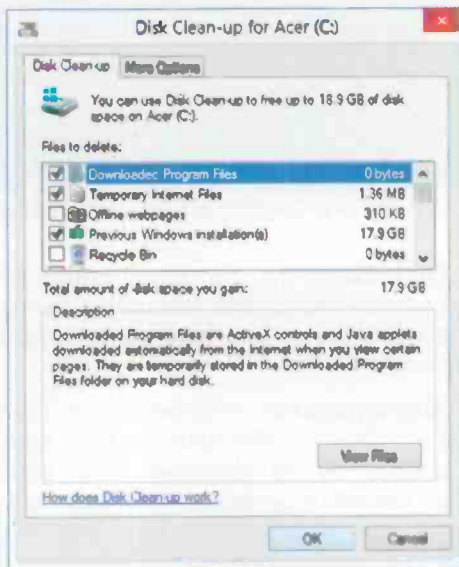 Disk Clean-up for Acer (C:)
Disk Clean-up More Options
You can use Disk Clean-up to free up to 18.9 GB of disk
space on Acer (C:).
Files to delete:
Downloaded Program Files 0 bytes
Temporary Internet Files 1.36 MB
Offline webpages 310 KB
Previous Windows installation(s) 17.9 GB
Recycle Bin 0 bytes
Total amount of disk space you gain: 17.9 GB
Description
Downloaded Program Files are ActiveX controls and Java applets
downloaded automatically from the Internet when you view certain
pages. They are temporarily stored in the Downloaded Program
Files folder on your hard disk.
View Files
How does Disk Clean-up work?
OK Cancel